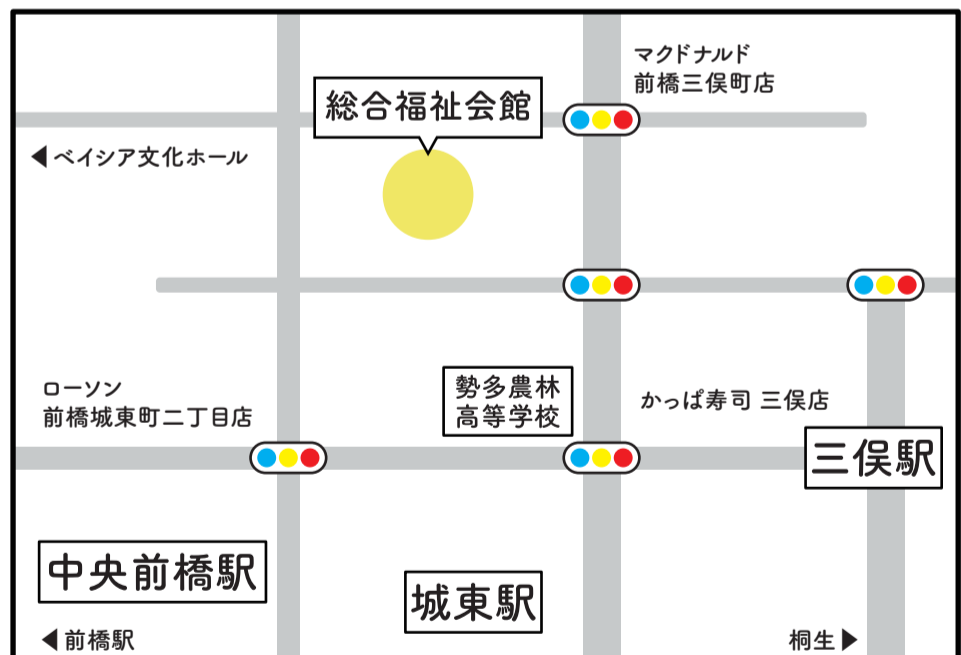 マクドナルド
前橋三俣町店
総合福祉会館
◀ベイシア文化ホール
ローソン
前橋城東町二丁目店
勢多農林
高等学校
かっぱ寿司 三俣店
三俣駅
中央前橋駅
城東駅
◀前橋駅
桐生▶